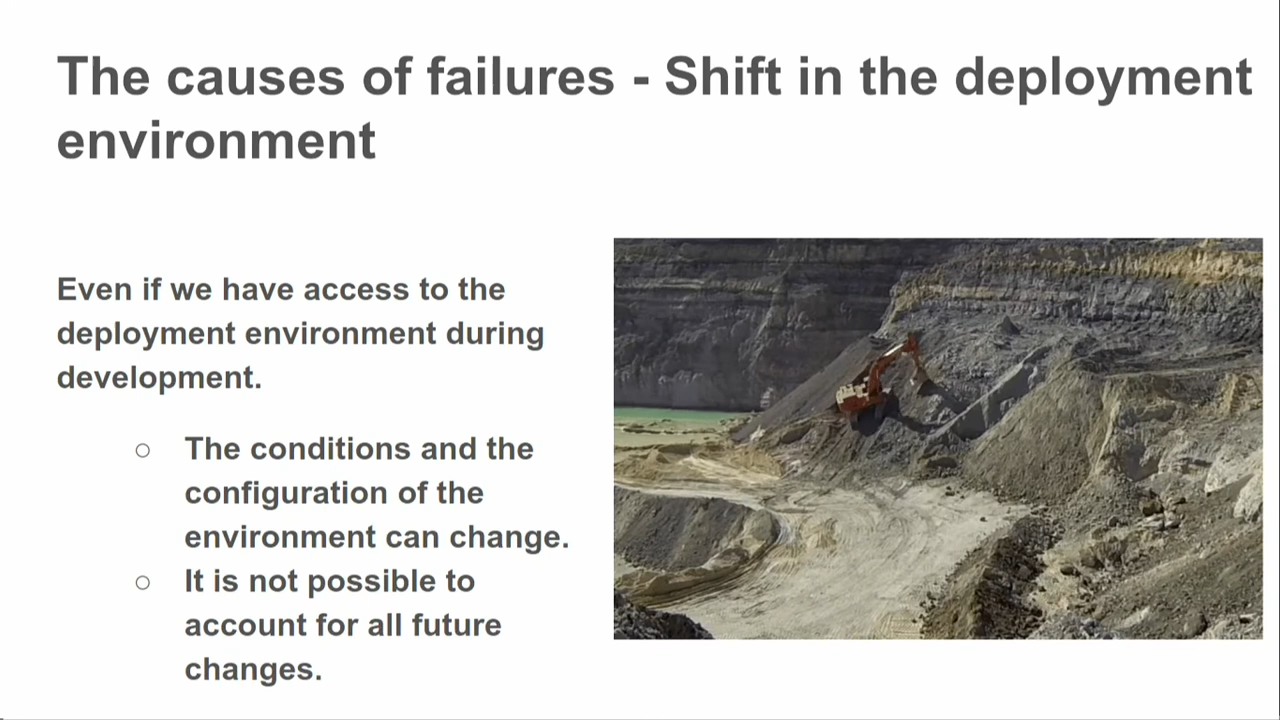 The causes of failures - Shift in the deployment
environment
Even if we have access to the
deployment environment during
development.
○ The conditions and the
configuration of the
environment can change.
○ It is not possible to
account for all future
changes.